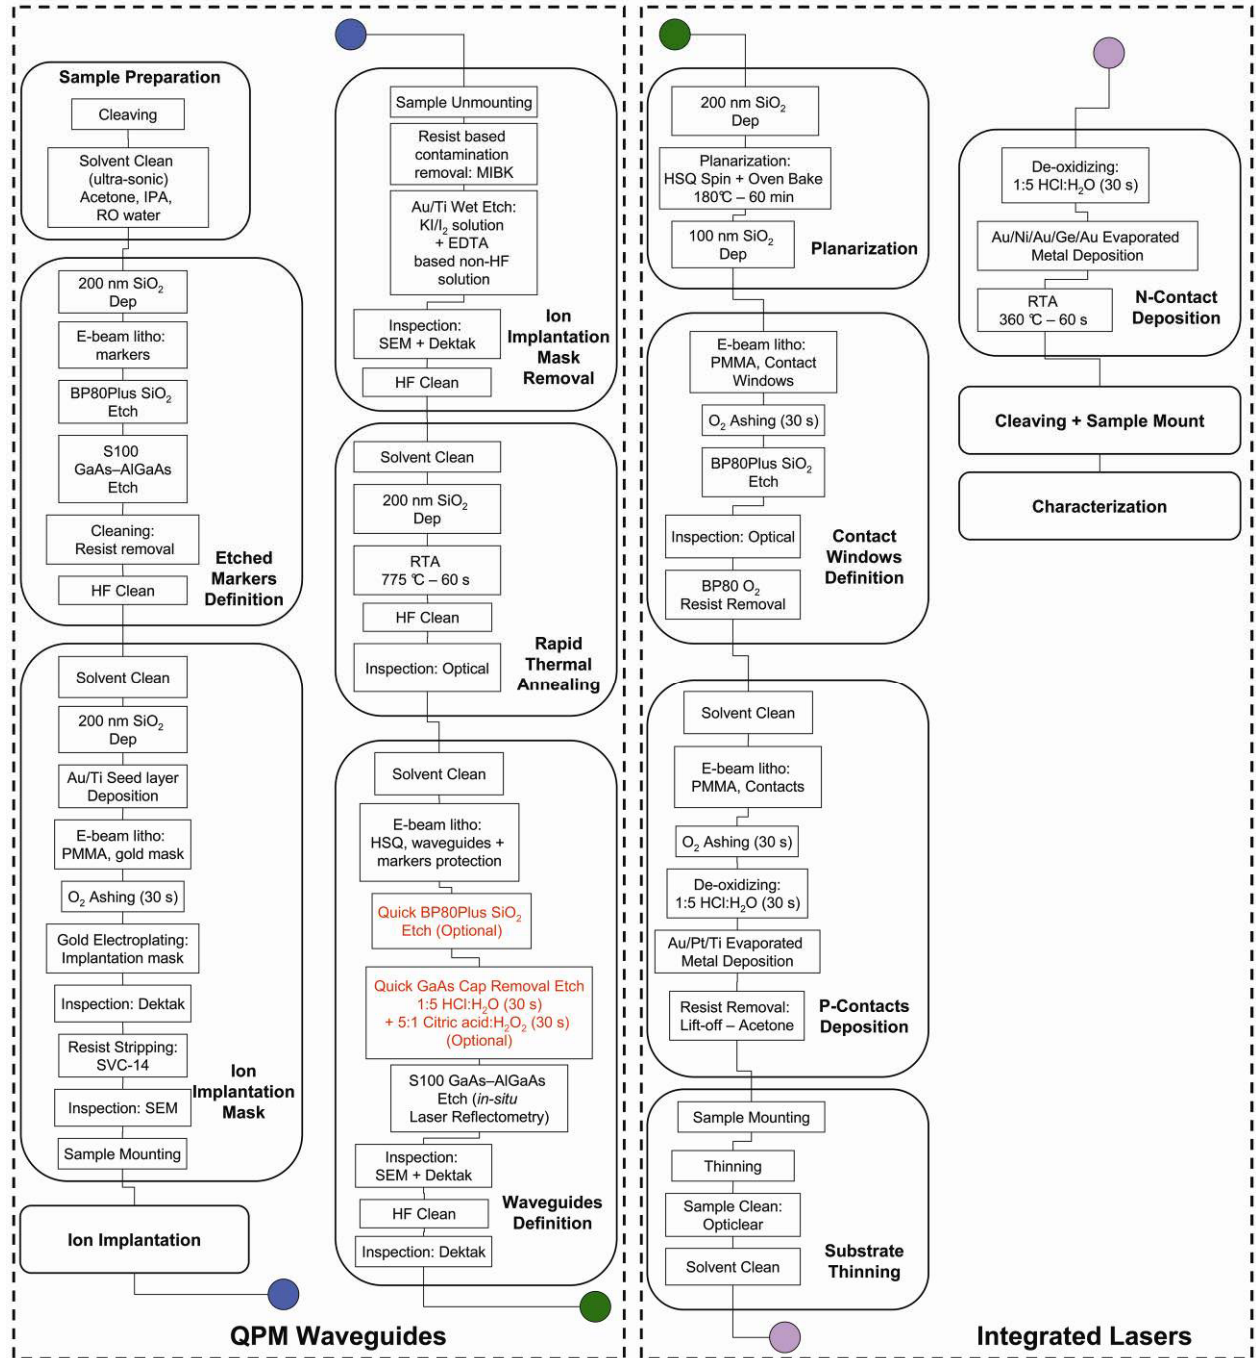 Sample Preparation
Cleaving
Solvent Clean
(ultra-sonic)
Acetone, IPA,
RO water
200 nm SiO₂
Dep
E-beam litho:
markers
BP80Plus SiO₂
Etch
S100
GaAs–AlGaAs
Etch
Cleaning:
Resist removal
HF Clean
Etched
Markers
Definition
Solvent Clean
200 nm SiO₂
Dep
Au/Ti Seed layer
Deposition
E-beam litho:
PMMA, gold mask
O₂ Ashing (30 s)
Gold Electroplating:
Implantation mask
Inspection: Dektak
Resist Stripping:
SVC-14
Inspection: SEM
Sample Mounting
Ion
Implantation
Mask
Ion Implantation
Sample Unmounting
Resist based
contamination
removal: MIBK
Au/Ti Wet Etch:
KI/I₂ solution
+ EDTA
based non-HF
solution
Inspection:
SEM + Dektak
HF Clean
Ion
Implantation
Mask
Removal
Solvent Clean
200 nm SiO₂
Dep
RTA
775 °C – 60 s
HF Clean
Inspection: Optical
Rapid
Thermal
Annealing
Solvent Clean
E-beam litho:
HSQ, waveguides +
markers protection
Quick BP80Plus SiO₂
Etch (Optional)
Quick GaAs Cap Removal Etch
1:5 HCl:H₂O (30 s)
+ 5:1 Citric acid:H₂O₂ (30 s)
(Optional)
S100 GaAs–AlGaAs
Etch (in-situ
Laser Reflectometry)
Inspection:
SEM + Dektak
HF Clean
Inspection: Dektak
Waveguides
Definition
QPM Waveguides
200 nm SiO₂
Dep
Planarization:
HSQ Spin + Oven Bake
180°C – 60 min
100 nm SiO₂
Dep
Planarization
E-beam litho:
PMMA, Contact
Windows
O₂ Ashing (30 s)
BP80Plus SiO₂
Etch
Inspection: Optical
BP80 O₂
Resist Removal
Contact
Windows
Definition
Solvent Clean
E-beam litho:
PMMA, Contacts
O₂ Ashing (30 s)
De-oxidizing:
1:5 HCl:H₂O (30 s)
Au/Pt/Ti Evaporated
Metal Deposition
Resist Removal:
Lift-off – Acetone
P-Contacts
Deposition
Sample Mounting
Thinning
Sample Clean:
Opticlear
Solvent Clean
Substrate
Thinning
De-oxidizing:
1:5 HCl:H₂O (30 s)
Au/Ni/Au/Ge/Au Evaporated
Metal Deposition
RTA
360 °C – 60 s
N-Contact
Deposition
Cleaving + Sample Mount
Characterization
Integrated Lasers